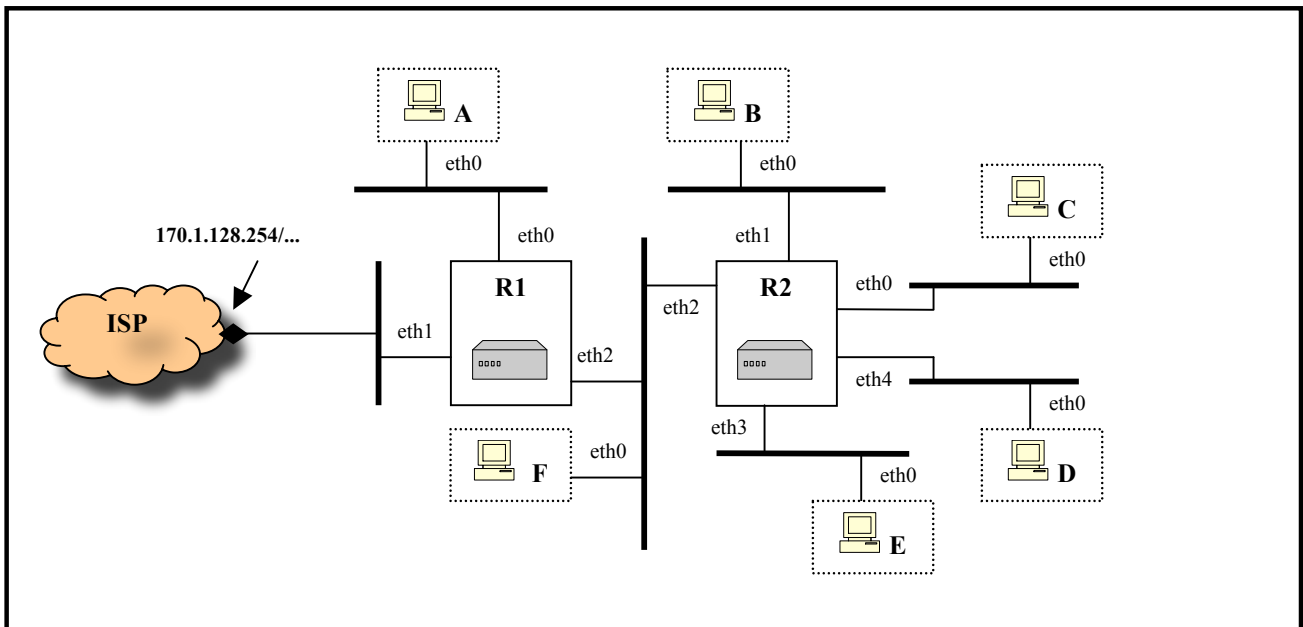 A
B
eth0
eth0
C
170.1.128.254/...
eth0
eth1
eth0
R1
R2
eth0
ISP
eth2
eth1
eth2
eth4
eth3
eth0
eth0
F
D
eth0
E